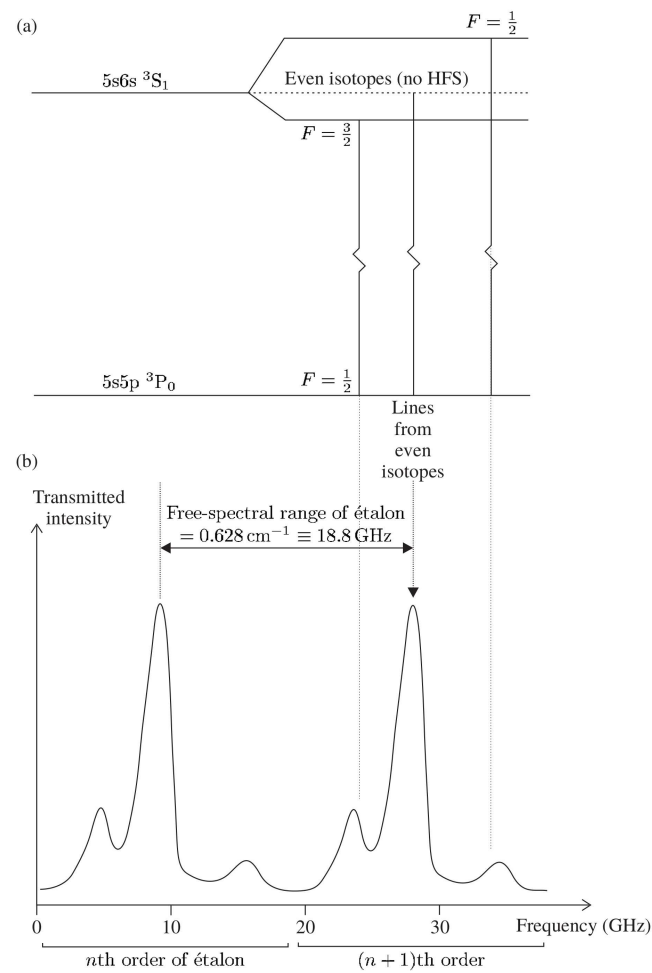 (a)
F = 1/2
5s6s ³S₁
Even isotopes (no HFS)
F = 3/2
5s5p ³P₀
F = 1/2
Lines
from
even
isotopes
(b)
Transmitted
intensity
Free-spectral range of étalon
= 0.628 cm⁻¹ ≡ 18.8 GHz
0
10
20
30
Frequency (GHz)
nth order of étalon
(n + 1)th order